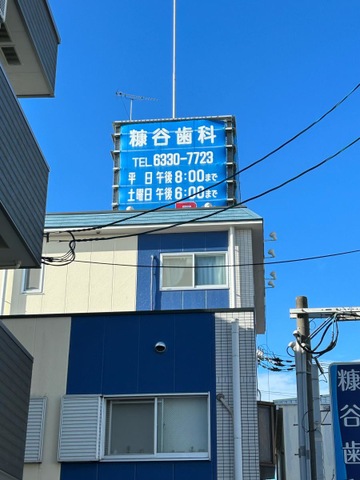 糠谷歯科
TEL 6330-7723
平 日 午後 8:00まで
土曜日 午後 6:00まで
糠谷歯